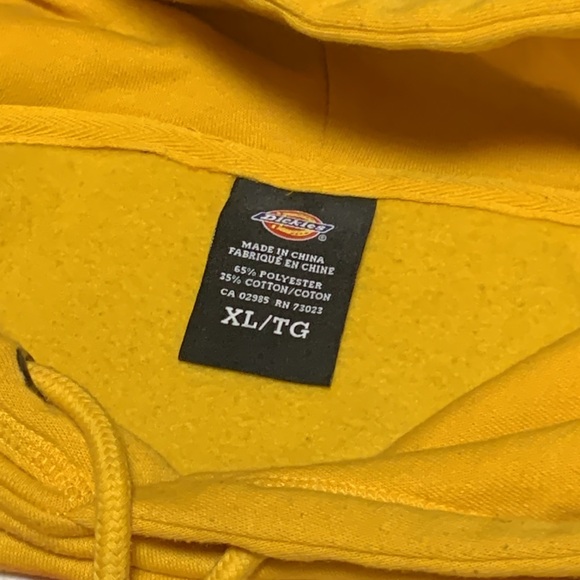 Dickies
®
MADE IN CHINA
FABRIQUÉ EN CHINE
65% POLYESTER
35% COTTON/COTON
CA 02985 RN 73023
XL/TG